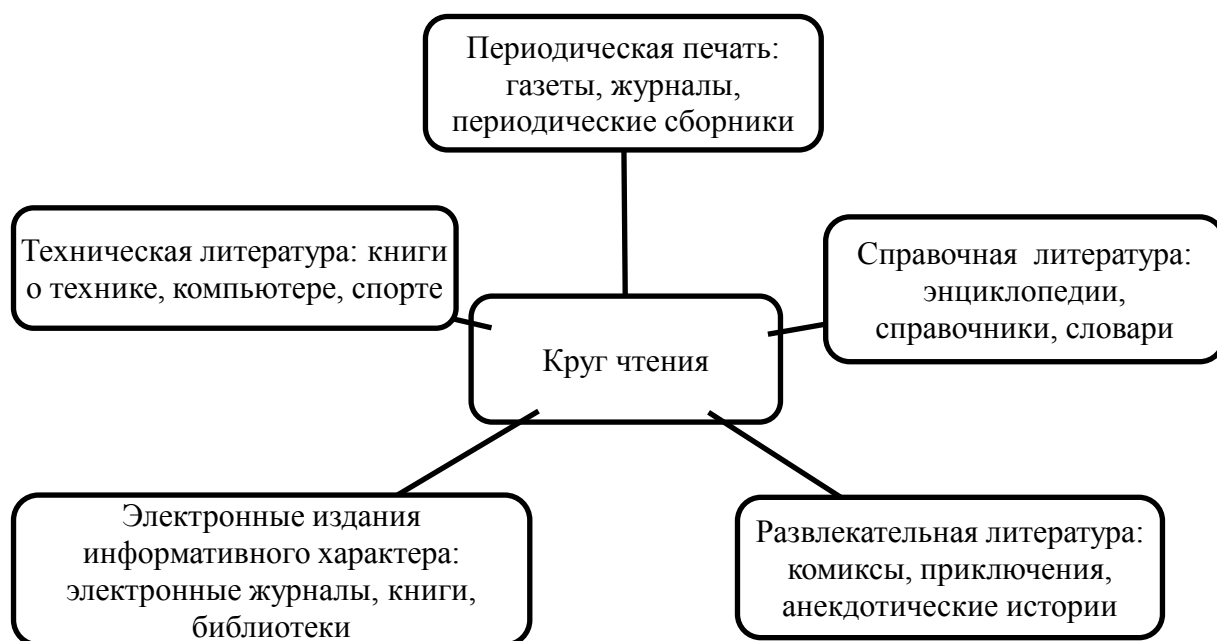 Периодическая печать:
газеты, журналы,
периодические сборники
Техническая литература: книги
о технике, компьютере, спорте
Справочная литература:
энциклопедии,
справочники, словари
Круг чтения
Электронные издания
информативного характера:
электронные журналы, книги,
библиотеки
Развлекательная литература:
комиксы, приключения,
анекдотические истории